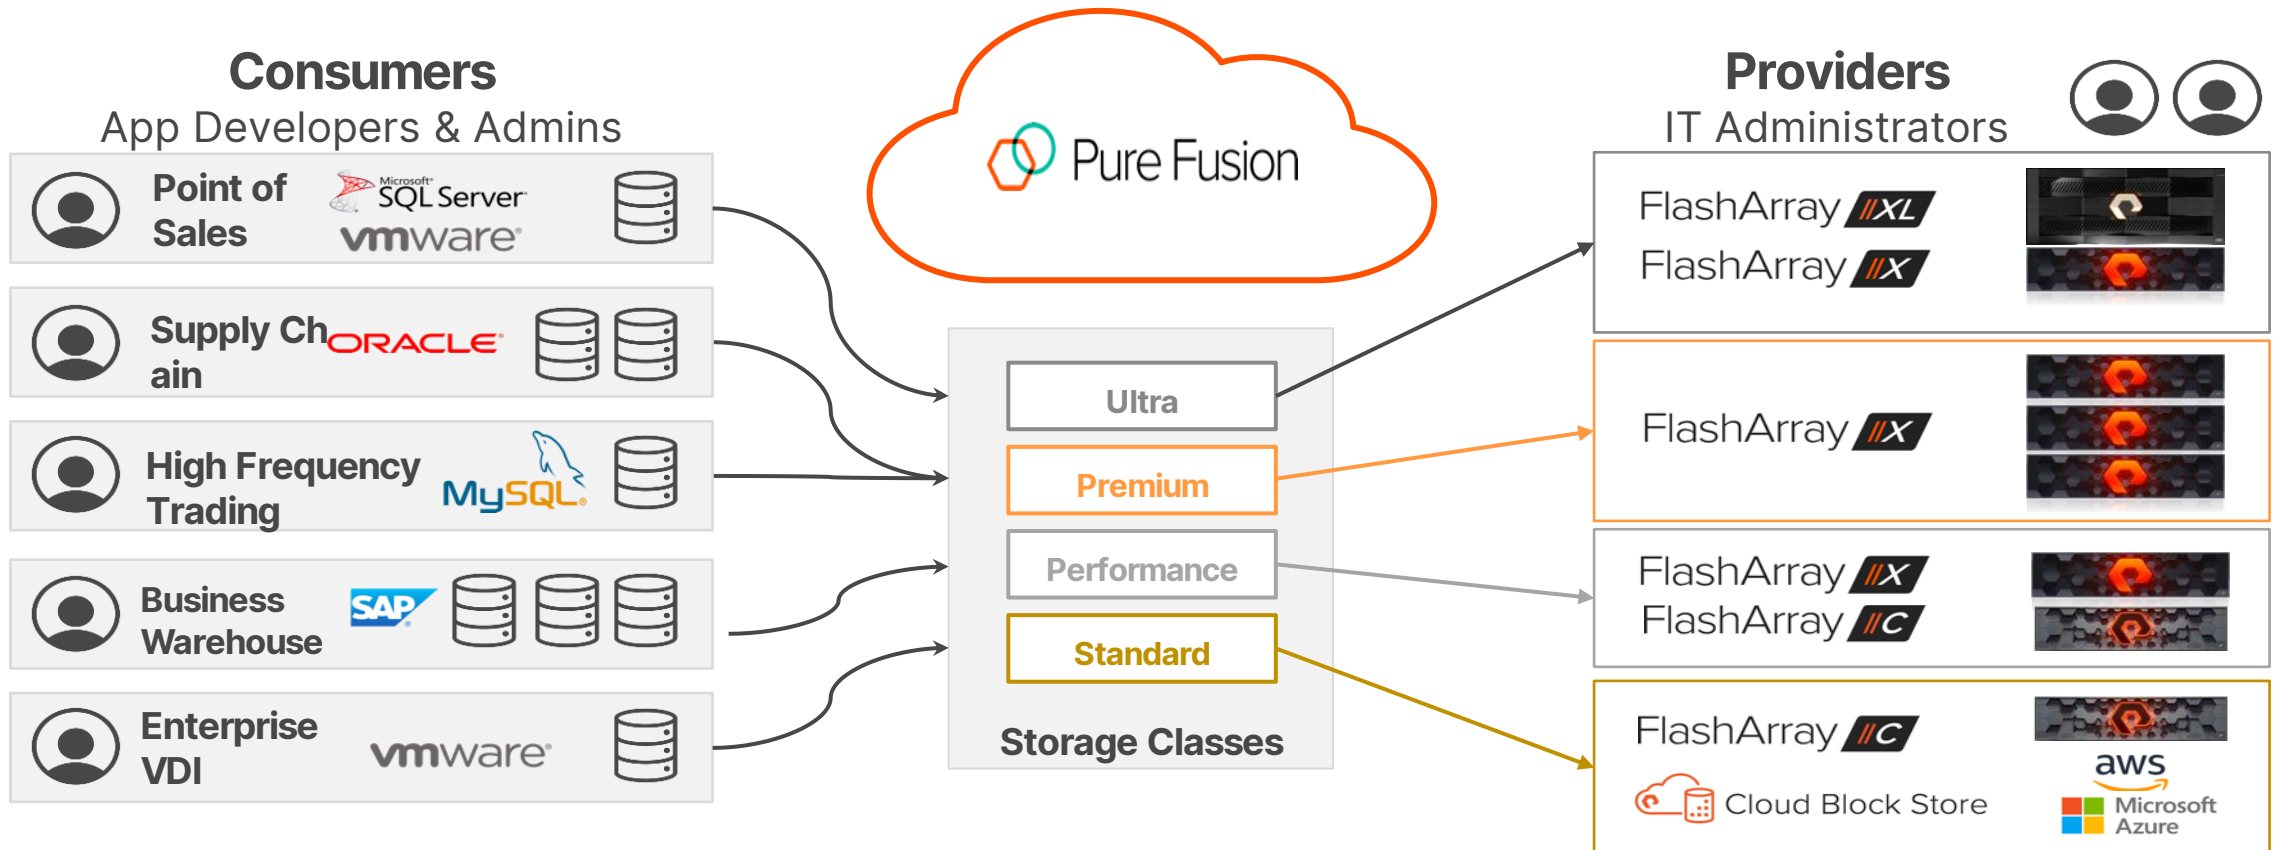 Consumers
App Developers & Admins
Point of
Sales
Microsoft®
SQL Server®
vmware®
Supply Ch
ain
ORACLE®
High Frequency
Trading
MySQL®
Business
Warehouse
SAP®
Enterprise
VDI
vmware®
Pure Fusion
Ultra
Premium
Performance
Standard
Storage Classes
Providers
IT Administrators
FlashArray //XL
FlashArray //X
FlashArray //X
FlashArray //X
FlashArray //C
FlashArray //C
Cloud Block Store
aws
Microsoft
Azure